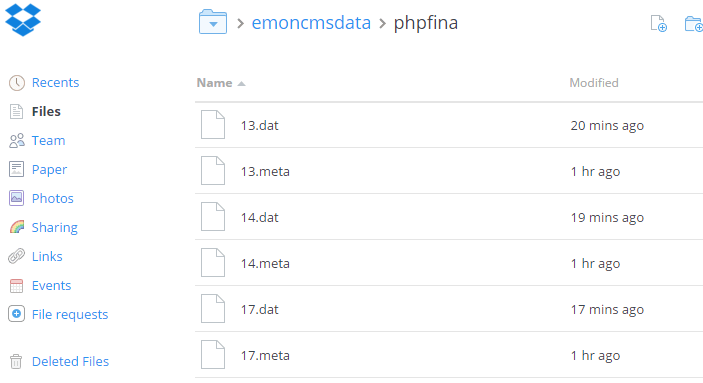 emoncmsdata > phpfina
Recents
Files
Team
Paper
Photos
Sharing
Links
Events
File requests
Deleted Files
Name Modified
13.dat 20 mins ago
13.meta 1 hr ago
14.dat 19 mins ago
14.meta 1 hr ago
17.dat 17 mins ago
17.meta 1 hr ago